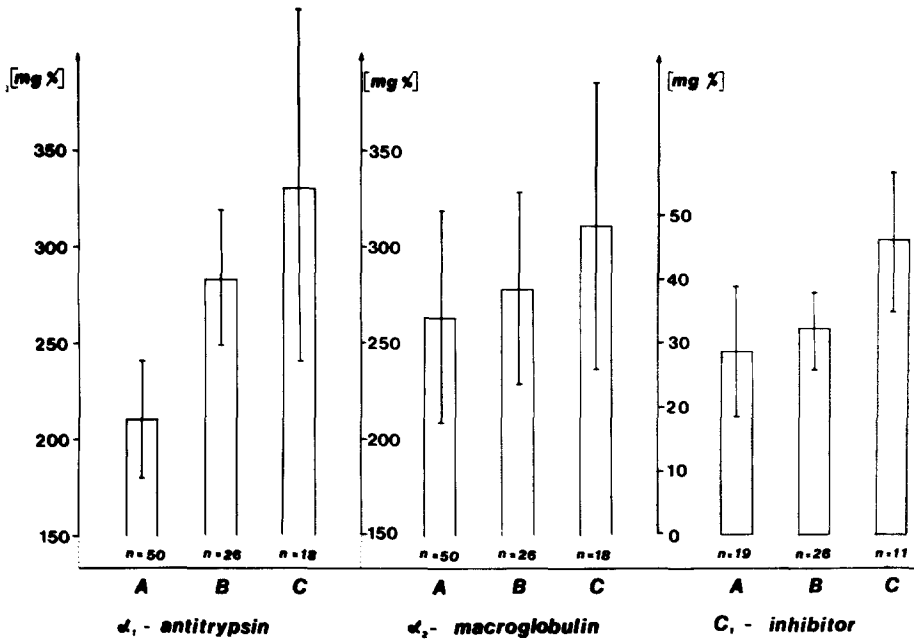 [mg %] [mg %] [mg %]
350 350
50
300 300
40
250 250 30
20
200 200
10
150 150 0
n=50 n=26 n=18 n=50 n=26 n=18 n=19 n=26 n=11
A B C A B C A B C
α₁ - antitrypsin α₂- macroglobulin C₁ - inhibitor